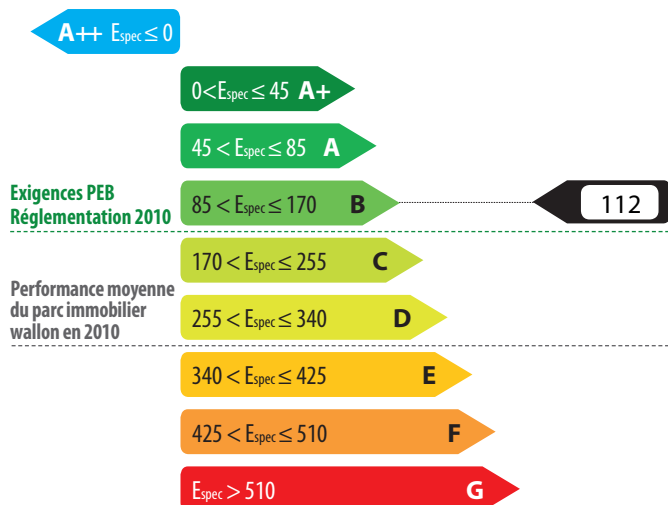 A++ Espec ≤ 0
0<Espec ≤ 45 A+
45 < Espec ≤ 85 A
Exigences PEB
Réglementation 2010
85 < Espec ≤ 170 B
112
170 < Espec ≤ 255 C
Performance moyenne
du parc immobilier
wallon en 2010
255 < Espec ≤ 340 D
340 < Espec ≤ 425 E
425 < Espec ≤ 510 F
Espec > 510 G